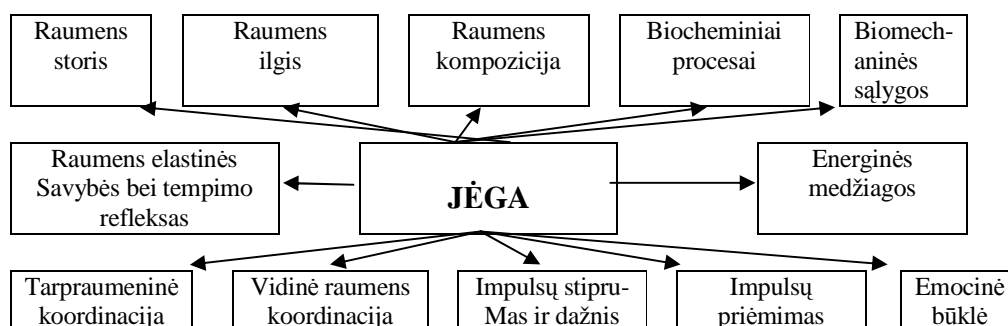 Raumens
storis
Raumens
ilgis
Raumens
kompozicija
Biocheminiai
procesai
Biomech-
aninės
sąlygos
Raumens elastinės
Savybės bei tempimo
refleksas
JĖGA
Energinės
medžiagos
Tarpraumeninė
koordinacija
Vidinė raumens
koordinacija
Impulsų stipru-
Mas ir dažnis
Impulsų
priėmimas
Emocinė
būklė